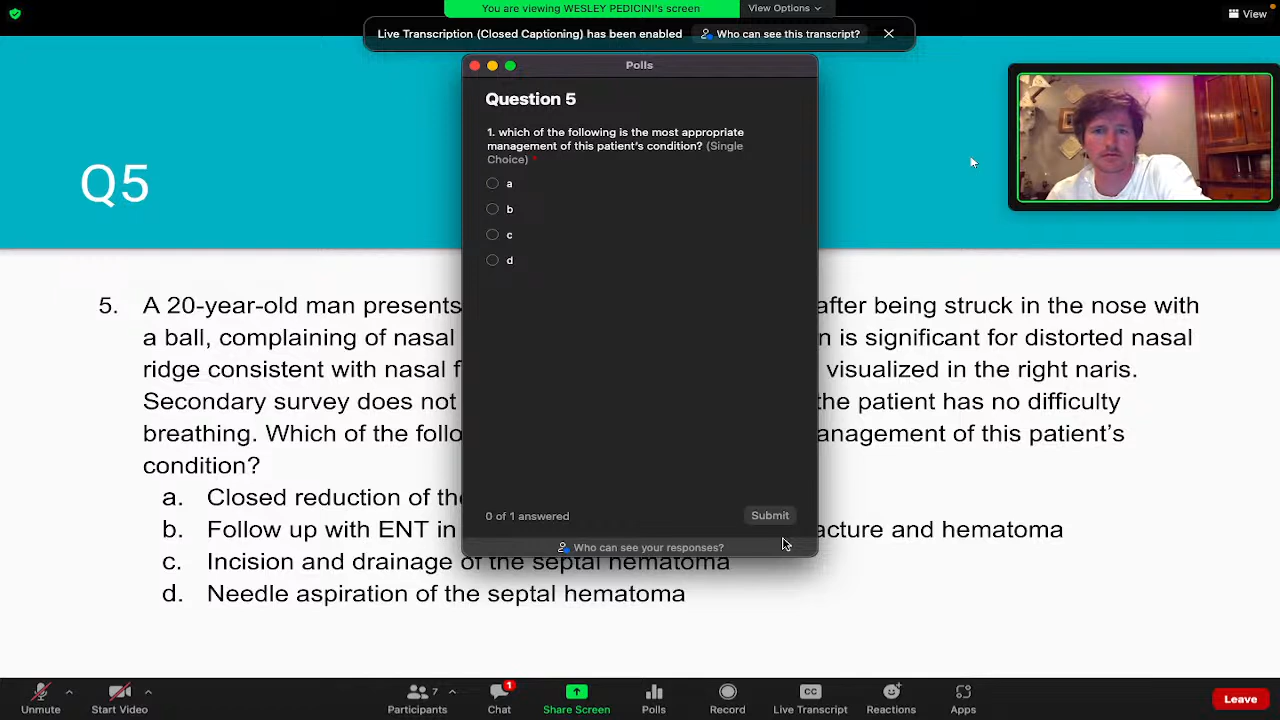 You are viewing WESLEY PEDICINI's screen
View Options
View
Live Transcription (Closed Captioning) has been enabled
Who can see this transcript?
Polls
Question 5
1. which of the following is the most appropriate
management of this patient's condition? (Single
Choice) *
a
b
c
d
0 of 1 answered
Submit
Who can see your responses?
Q5
5. A 20-year-old man presents after being struck in the nose with
a ball, complaining of nasal n is significant for distorted nasal
ridge consistent with nasal f visualized in the right naris.
Secondary survey does not the patient has no difficulty
breathing. Which of the follo anagement of this patient's
condition?
a. Closed reduction of the
b. Follow up with ENT in acture and hematoma
c. Incision and drainage of the septal hematoma
d. Needle aspiration of the septal hematoma
Unmute
Start Video
7
Participants
1
Chat
Share Screen
Polls
Record
CC
Live Transcript
Reactions
Apps
Leave